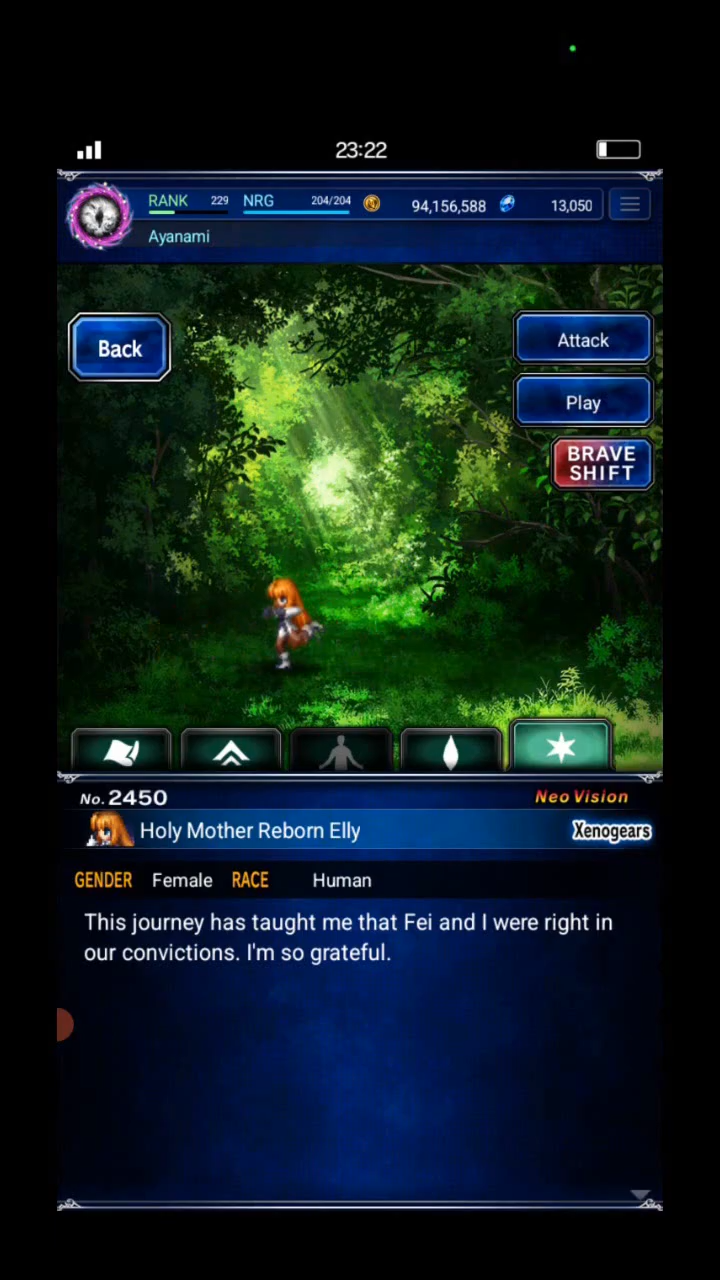 23:22
RANK 229 NRG 204/204 94,156,588 13,050
Ayanami
Back
Attack
Play
BRAVE
SHIFT
No. 2450 Neo Vision
Holy Mother Reborn Elly Xenogears
GENDER Female RACE Human
This journey has taught me that Fei and I were right in
our convictions. I'm so grateful.